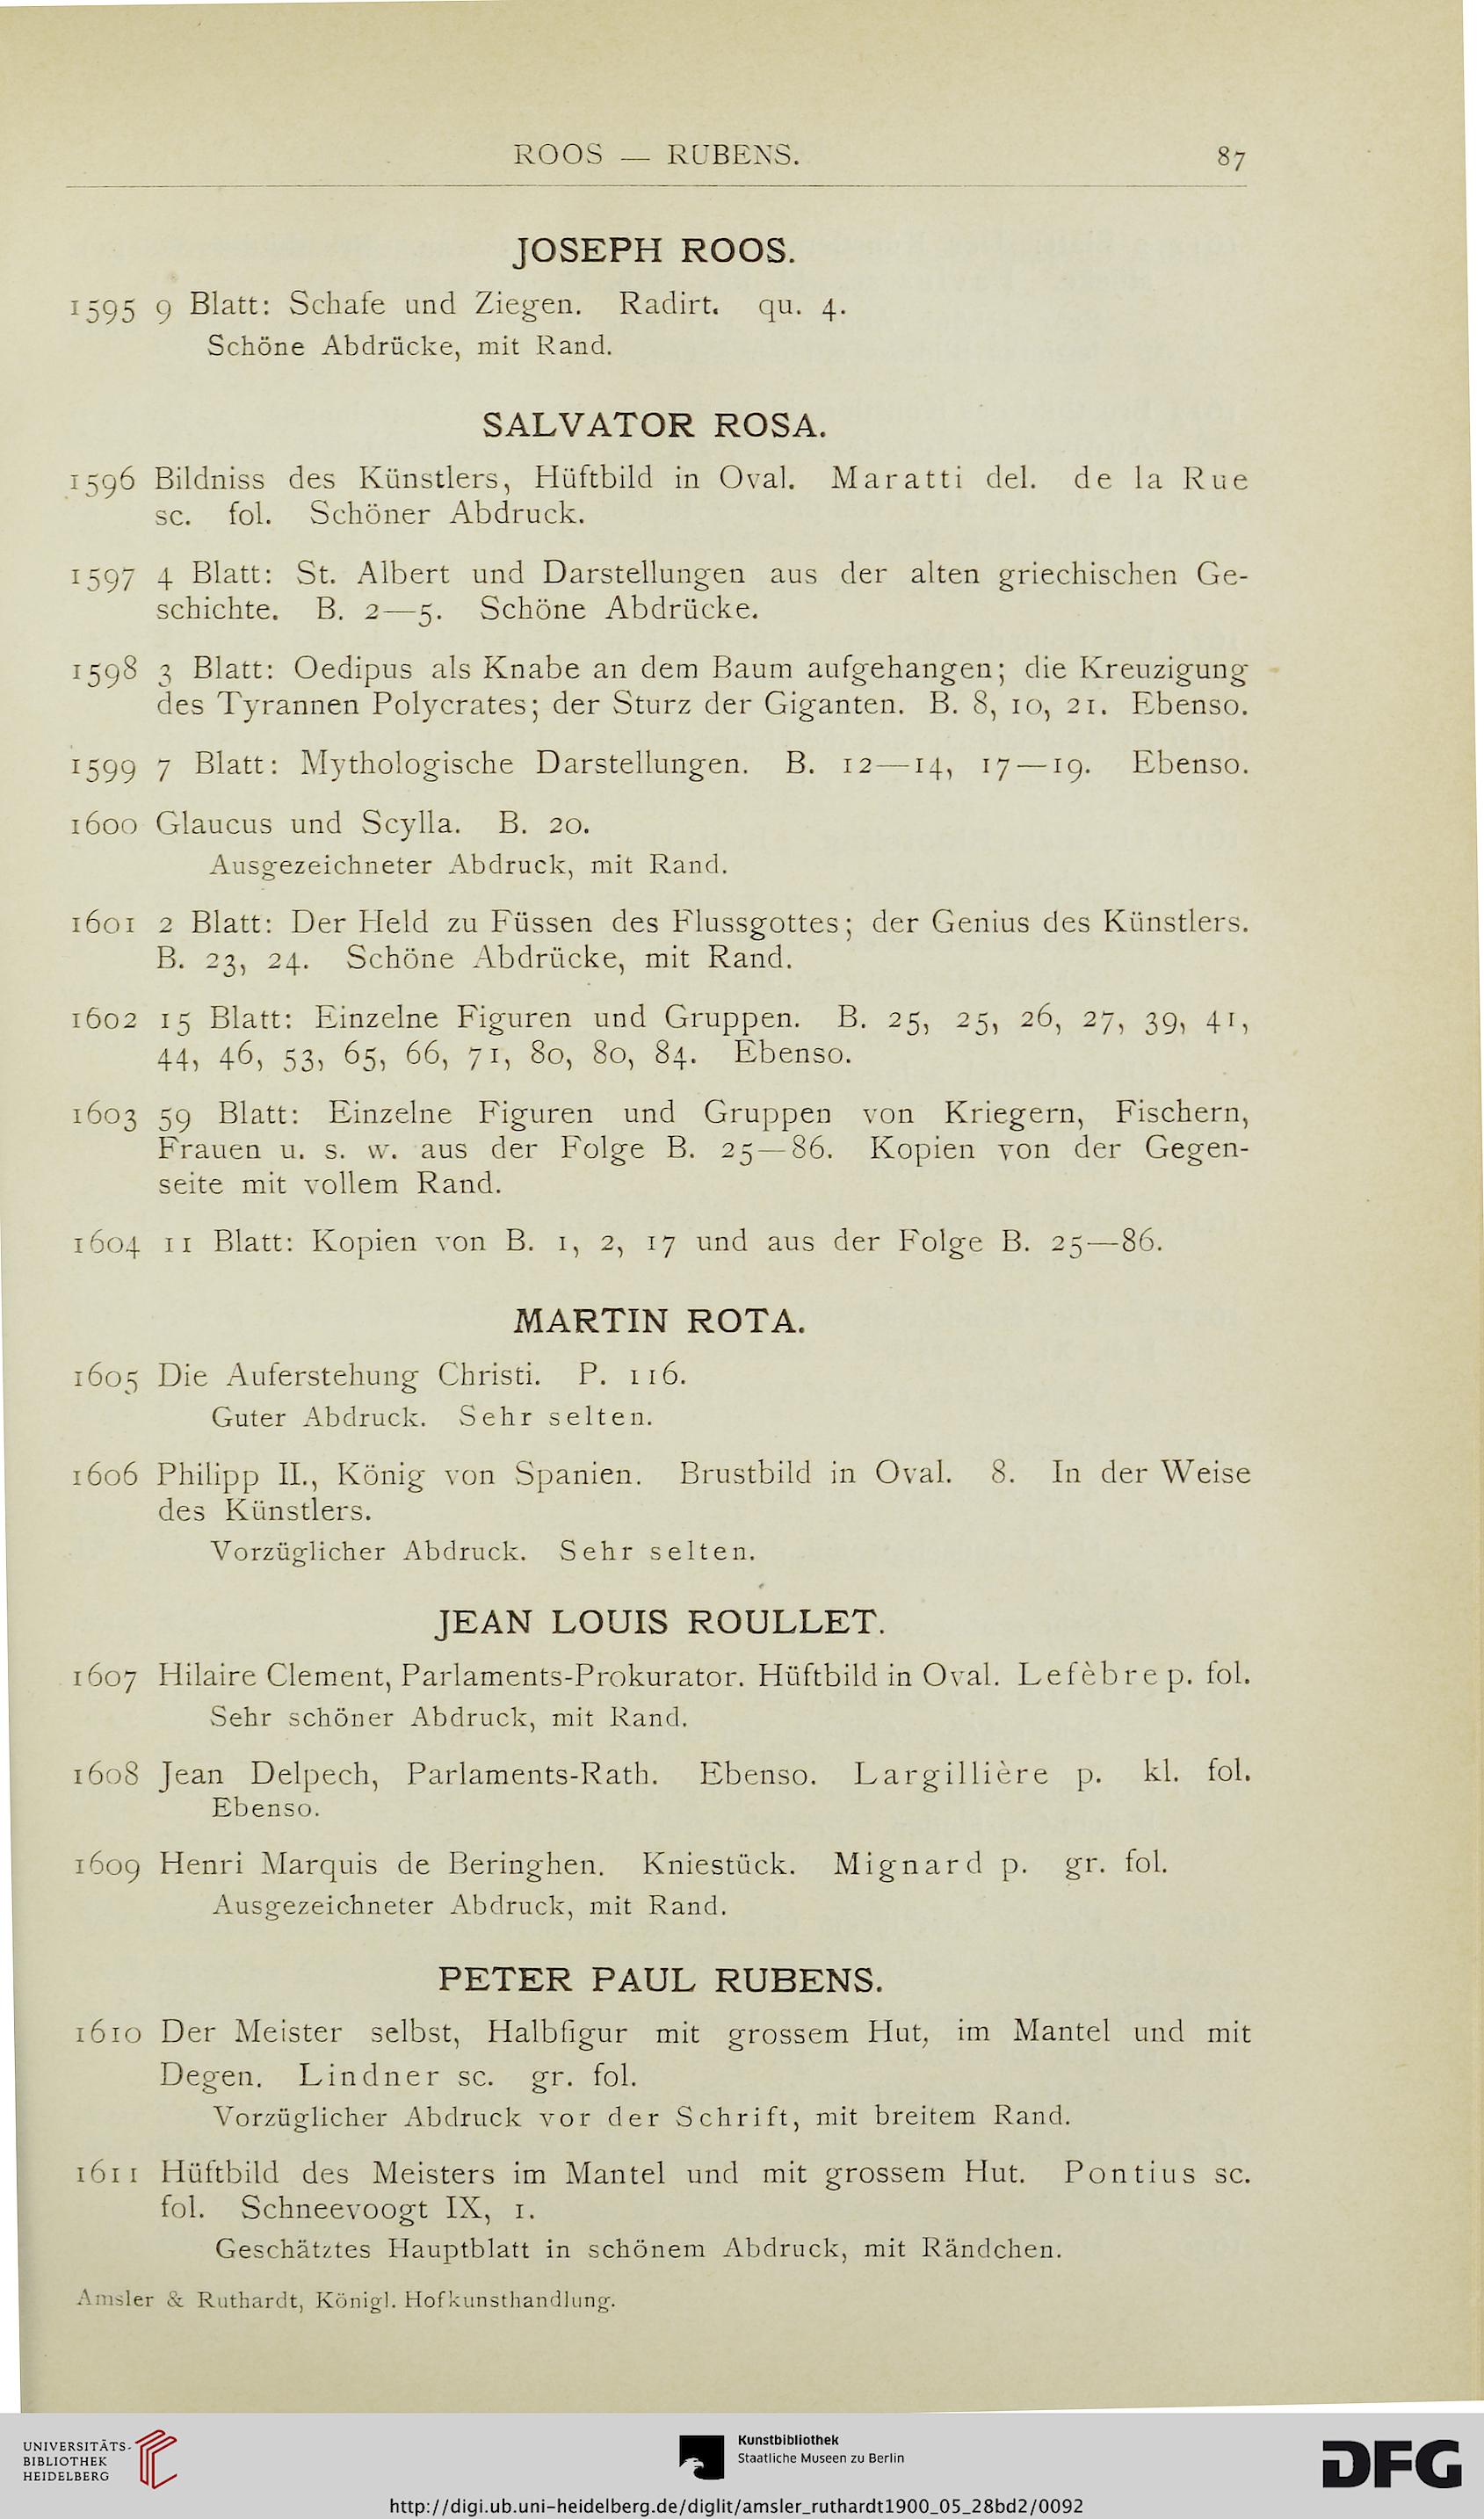 ROOS — RUBENS. 87
JOSEPH ROOS.
1595 9 Blatt: Schafe und Ziegen. Radirt. qu. 4.
Schöne Abdrücke, mit Rand.
SALVATOR ROSA.
1596 Bildniss des Künstlers, Hüftbild in Oval. Maratti del. de la Rue
sc. fol. Schöner Abdruck.
1597 4 Blatt: St. Albert und Darstellungen aus der alten griechischen Ge-
schichte. B. 2—5. Schöne Abdrücke.
1598 3 Blatt: Oedipus als Knabe an dem Baum aufgehangen; die Kreuzigung
des Tyrannen Polycrates; der Sturz der Giganten. B. 8, 10, 21. Ebenso.
1599 7 Blatt: Mythologische Darstellungen. B. 12—14, 17—19. Ebenso.
1600 Glaucus und Scylla. B. 20.
Ausgezeichneter Abdruck, mit Rand.
1601 2 Blatt: Der Held zu Füssen des Flussgottes; der Genius des Künstlers.
B. 23, 24. Schöne Abdrücke, mit Rand.
1602 15 Blatt: Einzelne Figuren und Gruppen. B. 25, 25, 26, 27, 39, 41,
44, 46, 53, 65, 66, 71, 80, 80, 84. Ebenso.
1603 59 Blatt: Einzelne Figuren und Gruppen von Kriegern, Fischern,
Frauen u. s. w. aus der Folge B. 25—86. Kopien von der Gegen-
seite mit vollem Rand.
1604 11 Blatt: Kopien von B. 1, 2, 17 und aus der Folge B. 25—86.
MARTIN ROTA.
1605 Die Auferstehung Christi. P. 116.
Guter Abdruck. Sehr selten.
1606 Philipp II., König von Spanien. Brustbild in Oval. 8. In der Weise
des Künstlers.
Vorzüglicher Abdruck. Sehr selten.
JEAN LOUIS ROULLET.
1607 Hilaire Clement, Parlaments-Prokurator. Hüftbild in Oval. Lefèbre p. fol.
Sehr schöner Abdruck, mit Rand.
1608 Jean Delpech, Parlaments-Rath. Ebenso. Largillière p. kl. fol.
Ebenso.
1609 Henri Marquis de Beringhen. Kniestück. Mignard p. gr. fol.
Ausgezeichneter Abdruck, mit Rand.
PETER PAUL RUBENS.
1610 Der Meister selbst, Halbfigur mit grossem Hut, im Mantel und mit
Degen. Lindner sc. gr. fol.
Vorzüglicher Abdruck vor der Schrift, mit breitem Rand.
1611 Hüftbild des Meisters im Mantel und mit grossem Hut. Pontius sc.
fol. Schneevoogt IX, 1.
Geschätztes Hauptblatt in schönem Abdruck, mit Rändchen.
Amsler & Ruthardt, Königl. Hofkunsthandlung.
UNIVERSITÄTS-
BIBLIOTHEK
HEIDELBERG
Kunstbibliothek
Staatliche Museen zu Berlin
DFG
http://digi.ub.uni-heidelberg.de/diglit/amsler_ruthardt1900_05_28bd2/0092